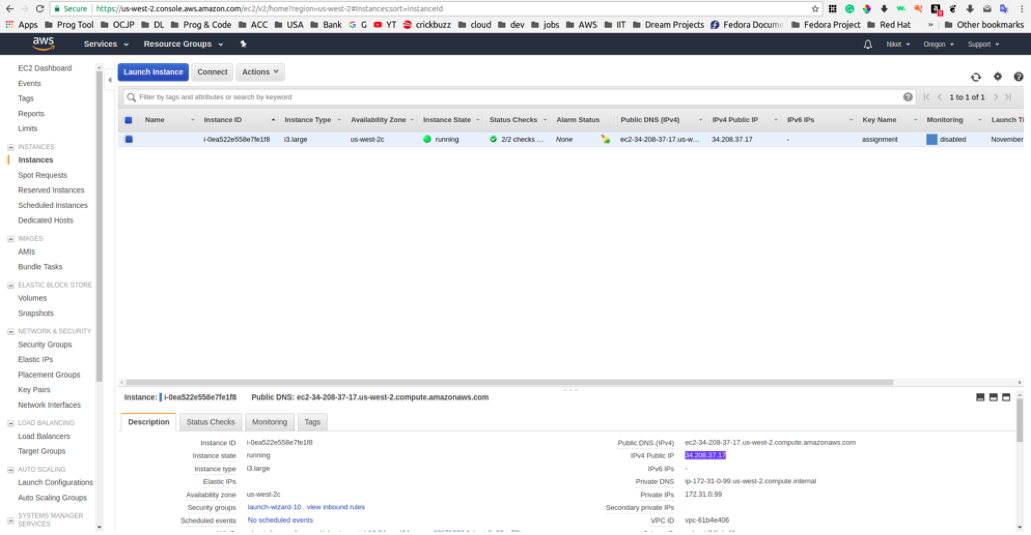 Secure https://us-west-2.console.aws.amazon.com/ec2/v2/home?region=us-west-2#Instances:sort=instanceId
Apps Prog Tool OCJP DL Prog & Code ACC USA Bank G YT crickbuzz cloud dev jobs AWS IIT Dream Projects Fedora Docume Fedora Project Red Hat » Other bookmarks
aws Services Resource Groups Niket Oregon Support
EC2 Dashboard
Events
Tags
Reports
Limits
INSTANCES
Instances
Spot Requests
Reserved Instances
Scheduled Instances
Dedicated Hosts
IMAGES
AMIs
Bundle Tasks
ELASTIC BLOCK STORE
Volumes
Snapshots
NETWORK & SECURITY
Security Groups
Elastic IPs
Placement Groups
Key Pairs
Network Interfaces
LOAD BALANCING
Load Balancers
Target Groups
AUTO SCALING
Launch Configurations
Auto Scaling Groups
SYSTEMS MANAGER
SERVICES
Launch Instance Connect Actions
Filter by tags and attributes or search by keyword 1 to 1 of 1
Name Instance ID Instance Type Availability Zone Instance State Status Checks Alarm Status Public DNS (IPv4) IPv4 Public IP IPv6 IPs Key Name Monitoring Launch Ti
i-0ea522e558e7fe1f8 i3.large us-west-2c running 2/2 checks ... None ec2-34-208-37-17.us-w... 34.208.37.17 - assignment disabled November
Instance: i-0ea522e558e7fe1f8 Public DNS: ec2-34-208-37-17.us-west-2.compute.amazonaws.com
Description Status Checks Monitoring Tags
Instance ID i-0ea522e558e7fe1f8 Public DNS (IPv4) ec2-34-208-37-17.us-west-2.compute.amazonaws.com
Instance state running IPv4 Public IP 34.208.37.17
Instance type i3.large IPv6 IPs -
Elastic IPs Private DNS ip-172-31-0-99.us-west-2.compute.internal
Availability zone us-west-2c Private IPs 172.31.0.99
Security groups launch-wizard-10. view inbound rules Secondary private IPs
Scheduled events No scheduled events VPC ID vpc-61b4e406